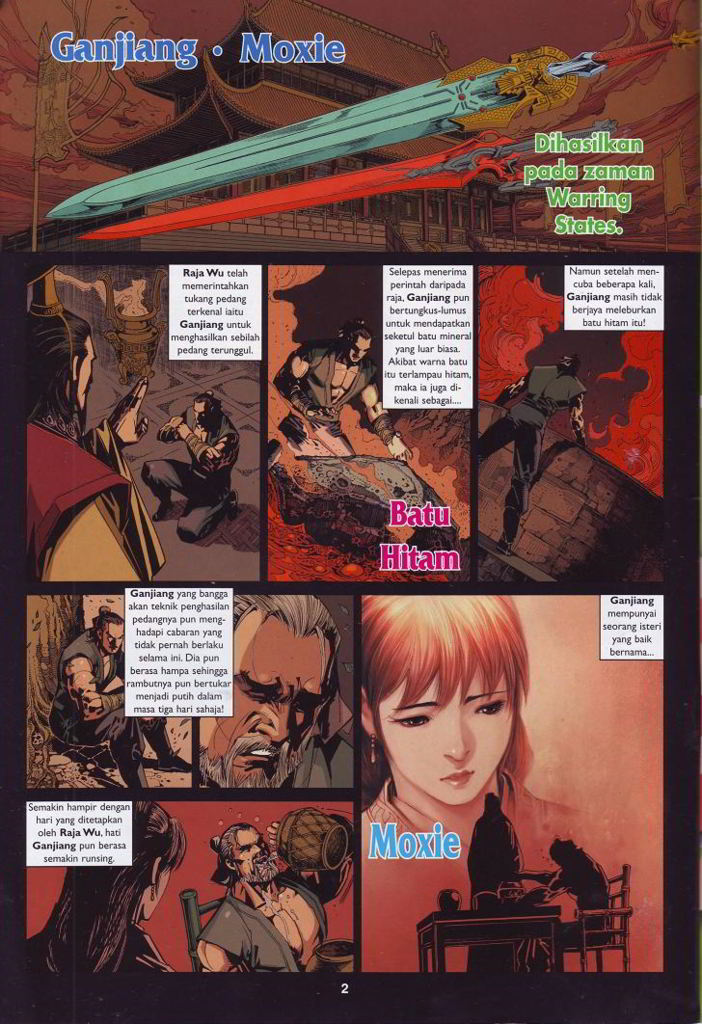 Ganjiang • Moxie
Dihasilkan
pada zaman
Warring
States.
Raja Wu telah
memerintahkan
tukang pedang
terkenal iaitu
Ganjiang untuk
menghasilkan sebilah
pedang terunggul.
Selepas menerima
perintah daripada
raja, Ganjiang pun
bertungkus-lumus
untuk mendapatkan
seketul batu mineral
yang luar biasa.
Akibat warna batu
itu terlampau hitam,
maka ia juga di-
kenali sebagai....
Batu
Hitam
Namun setelah men-
cuba beberapa kali,
Ganjiang masih tidak
berjaya meleburkan
batu hitam itu!
Ganjiang yang bangga
akan teknik penghasilan
pedangnya pun meng-
hadapi cabaran yang
tidak pernah berlaku
selama ini. Dia pun
berasa hampa sehingga
rambutnya pun bertukar
menjadi putih dalam
masa tiga hari sahaja!
Ganjiang
mempunyai
seorang isteri
yang baik
bernama...
Moxie
Semakin hampir dengan
hari yang ditetapkan
oleh Raja Wu, hati
Ganjiang pun berasa
semakin runsing.
2